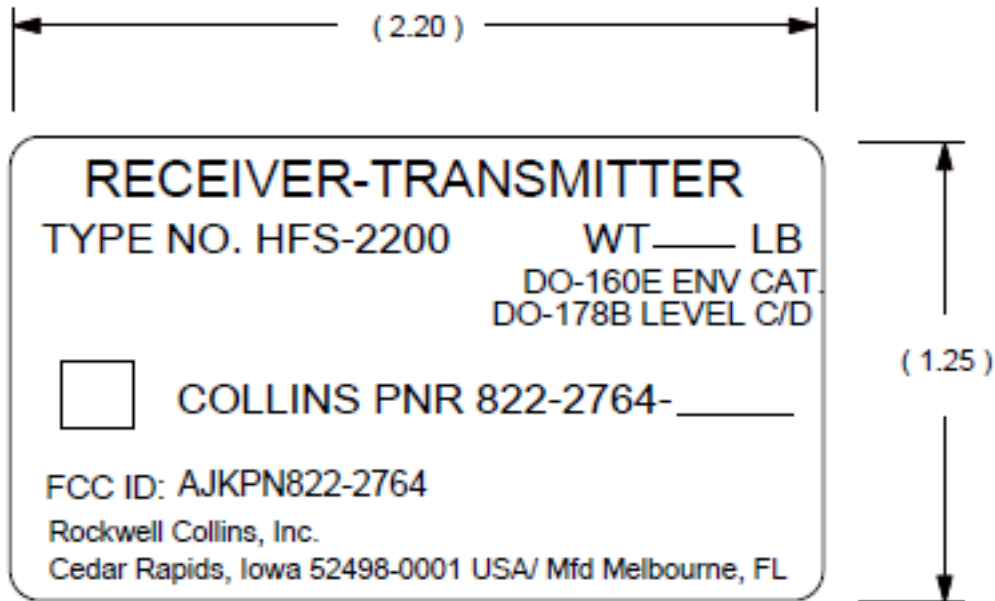 ( 2.20 )
RECEIVER-TRANSMITTER
TYPE NO. HFS-2200 WT____ LB
DO-160E ENV CAT.
DO-178B LEVEL C/D
( 1.25 )
COLLINS PNR 822-2764-______
FCC ID: AJKPN822-2764
Rockwell Collins, Inc.
Cedar Rapids, Iowa 52498-0001 USA/ Mfd Melbourne, FL